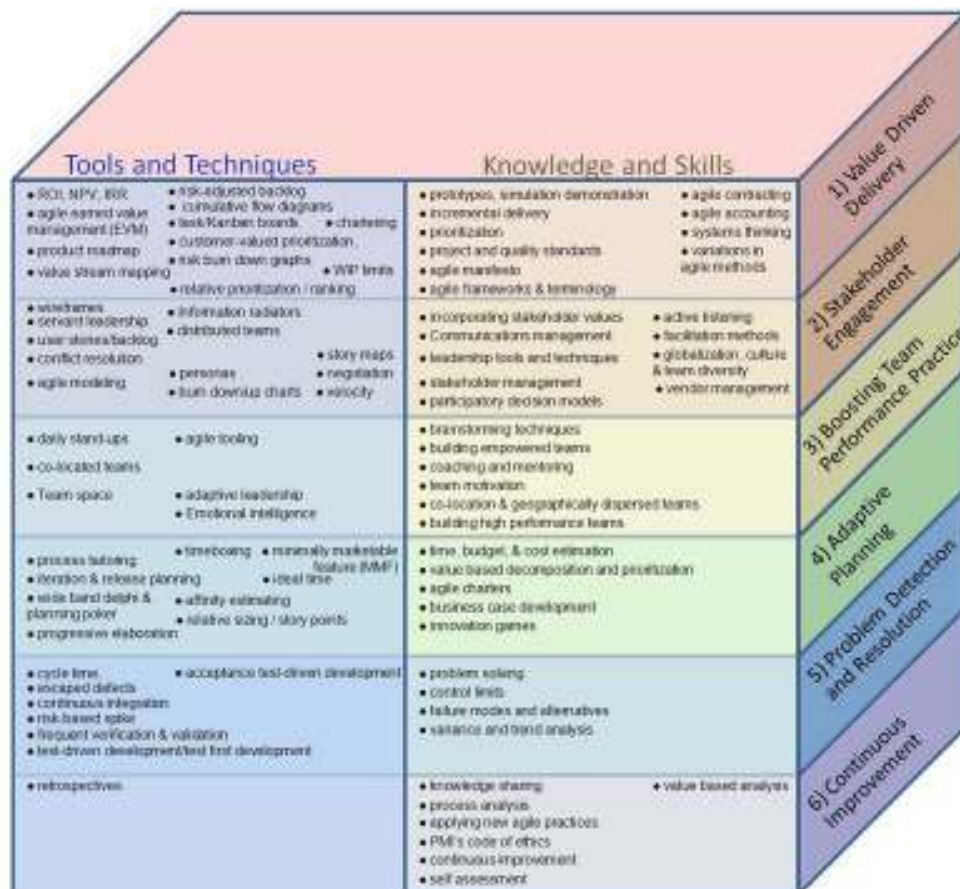 Tools and Techniques
Knowledge and Skills
• ROI, NPV, IRR
• agile earned value
management (EVM)
• product roadmap
• value stream mapping
• risk-adjusted backlog
• cumulative flow diagrams
• task/Kanban boards
• chartering
• customer-valued prioritization
• risk burn down graphs
• WIP limits
• relative prioritization / ranking
• prototypes, simulation demonstration
• incremental delivery
• prioritization
• project and quality standards
• agile manifesto
• agile frameworks & terminology
• agile contracting
• agile accounting
• systems thinking
• variations in
agile methods
1) Value Driven
Delivery
• wireframes
• servant leadership
• user stories/backlog
• conflict resolution
• agile modeling
• information radiators
• distributed teams
• story maps
• personas
• negotiation
• burn down/up charts
• velocity
• incorporating stakeholder values
• Communications management
• leadership tools and techniques
• stakeholder management
• participatory decision models
• active listening
• facilitation methods
• globalization, culture
& team diversity
• vendor management
2) Stakeholder
Engagement
• daily stand-ups
• agile tooling
• co-located teams
• Team space
• adaptive leadership
• Emotional intelligence
• brainstorming techniques
• building empowered teams
• coaching and mentoring
• team motivation
• co-location & geographically dispersed teams
• building high performance teams
3) Boosting Team
Performance Practice
• process tailoring
• iteration & release planning
• wide band delphi &
planning poker
• progressive elaboration
• timeboxing
• minimally marketable
feature (MMF)
• ideal time
• affinity estimating
• relative sizing / story points
• time, budget, & cost estimation
• value based decomposition and prioritization
• agile charters
• business case development
• innovation games
4) Adaptive
Planning
• cycle time,
• escaped defects
• continuous integration
• risk based spike
• frequent verification & validation
• test-driven development/test first development
• acceptance test-driven development
• problem solving
• control limits
• failure modes and alternatives
• variance and trend analysis
5) Problem Detection
and Resolution
• retrospectives
• knowledge sharing
• process analysis
• applying new agile practices
• PMI's code of ethics
• continuous improvement
• self assessment
• value based analysis
6) Continuous
Improvement